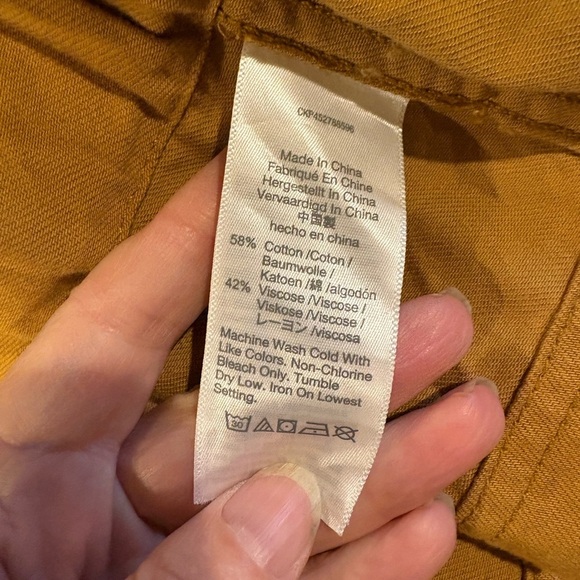 CKP452788596
Made In China
Fabriqué En Chine
Hergestellt In China
Vervaardigd In China
中国製
hecho en china
58% Cotton /Coton /
Baumwolle /
Katoen /綿 /algodón
42% Viscose /Viscose /
Viskose /Viscose /
レーヨン /viscosa
Machine Wash Cold With
Like Colors. Non-Chlorine
Bleach Only. Tumble
Dry Low. Iron On Lowest
Setting.
30